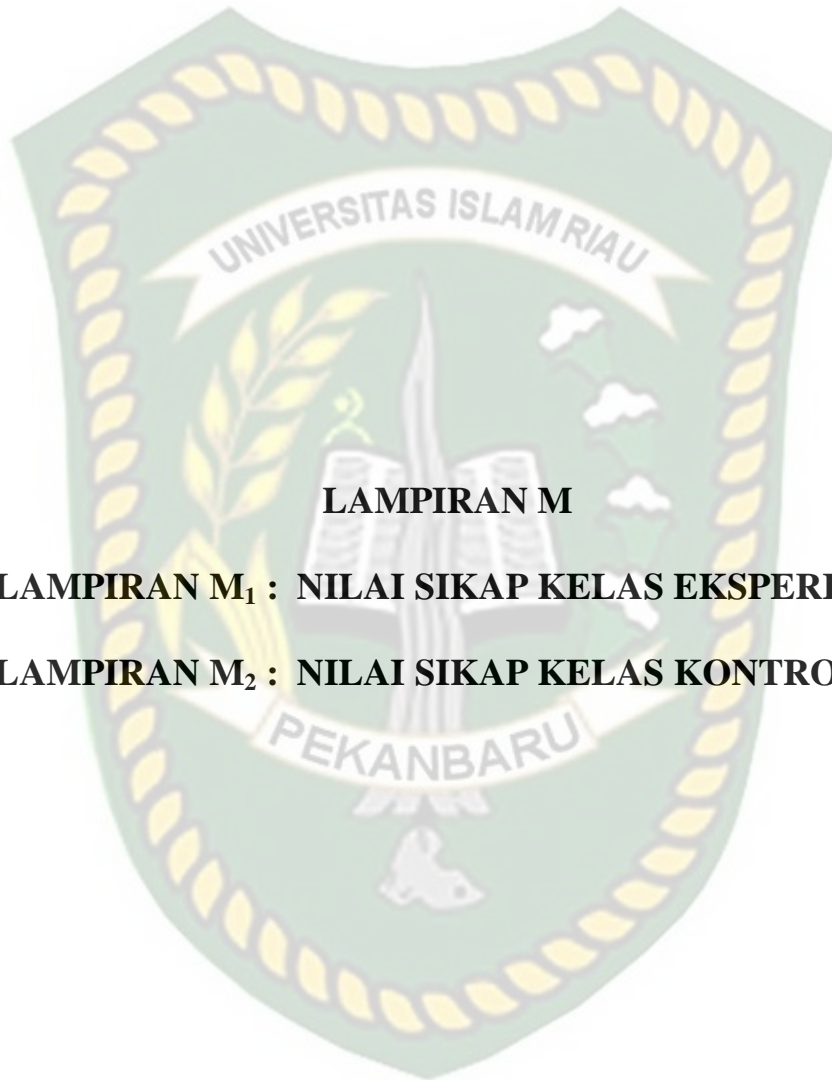 UNIVERSITAS ISLAM RIAU
LAMPIRAN M
LAMPIRAN M₁ : NILAI SIKAP KELAS EKSPERI
LAMPIRAN M₂ : NILAI SIKAP KELAS KONTRO
PEKANBARU